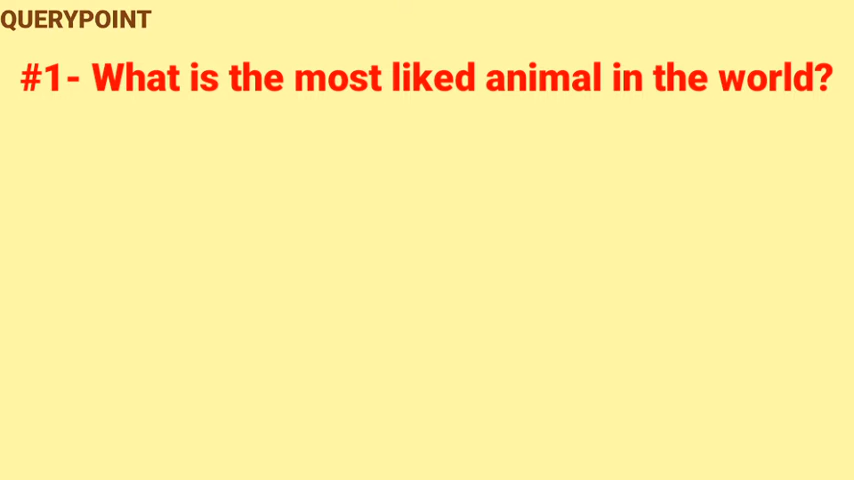 QUERYPOINT
#1- What is the most liked animal in the world?